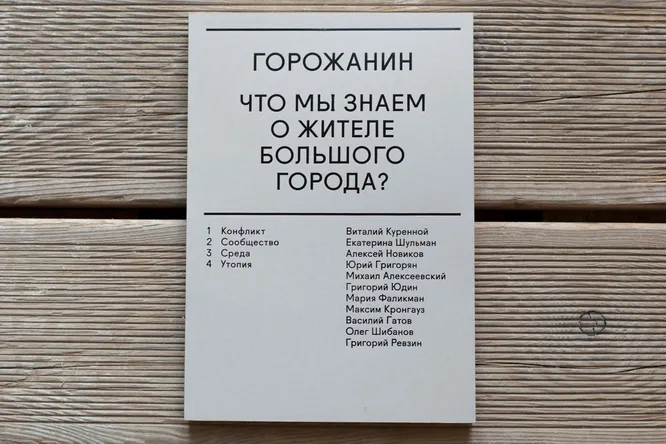 ГОРОЖАНИН
ЧТО МЫ ЗНАЕМ
О ЖИТЕЛЕ
БОЛЬШОГО
ГОРОДА?
1 Конфликт
2 Сообщество
3 Среда
4 Утопия
Виталий Куренной
Екатерина Шульман
Алексей Новиков
Юрий Григорян
Михаил Алексеевский
Григорий Юдин
Мария Фаликман
Максим Кронгауз
Василий Гатов
Олег Шибанов
Григорий Ревзин